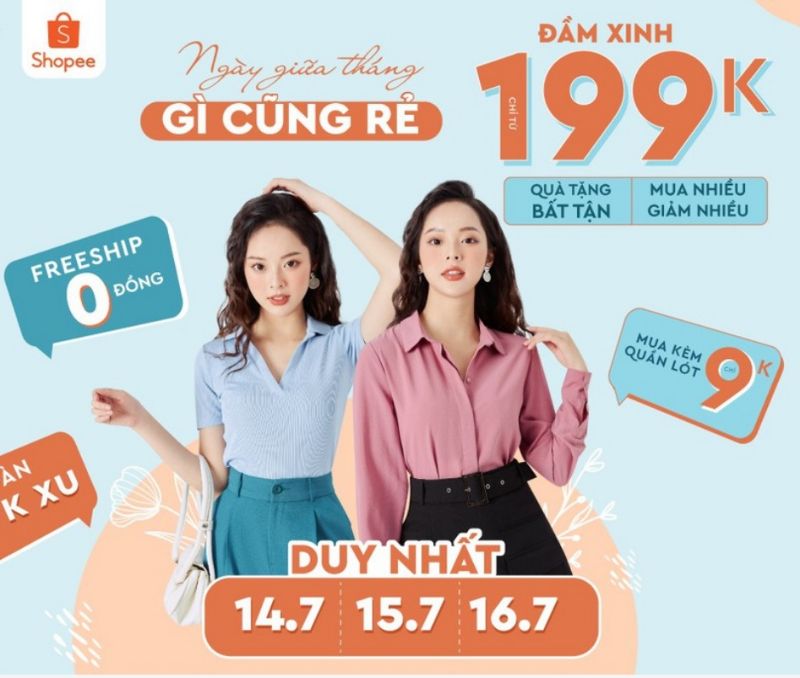 Shopee
Ngày giữa tháng
GÌ CŨNG RẺ
ĐẦM XINH
CHỈ TỪ
199K
QUÀ TẶNG
BẤT TẬN
MUA NHIỀU
GIẢM NHIỀU
FREESHIP
0 ĐỒNG
MUA KÈM
QUẦN LÓT
CHỈ
9K
ÀN
K XU
DUY NHẤT
14.7 15.7 16.7